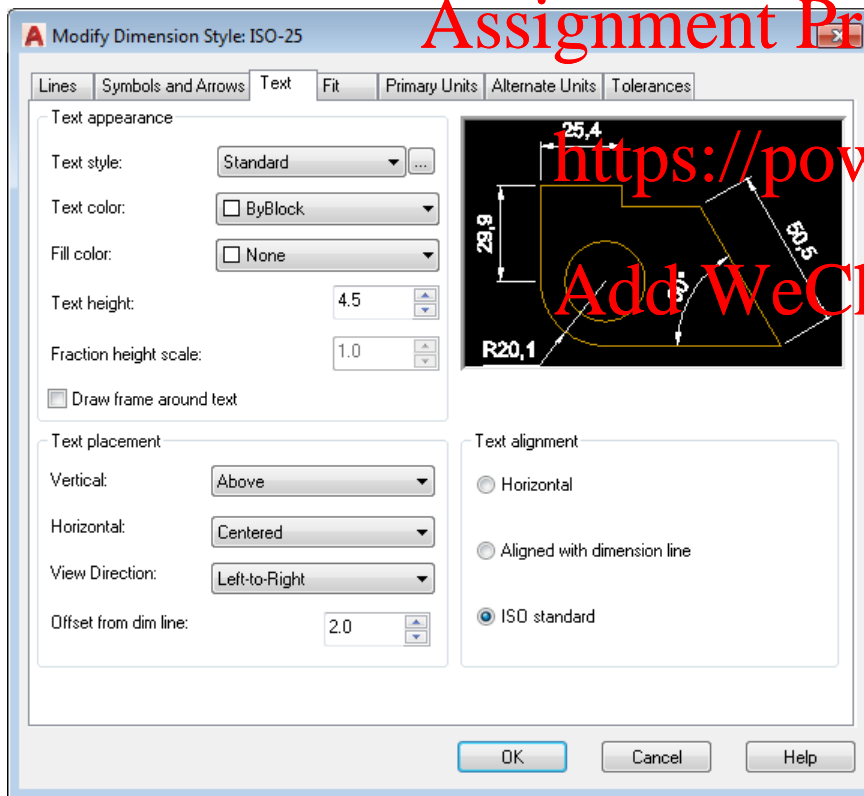 Modify Dimension Style: ISO-25
Assignment Pr
Lines Symbols and Arrows Text Fit Primary Units Alternate Units Tolerances
Text appearance
Text style: Standard ...
Text color: ByBlock
Fill color: None
Text height: 4.5
Fraction height scale: 1.0
Draw frame around text
25,4
https://pow
29,9
50,5
Add WeCh
R20,1
Text placement
Vertical: Above
Horizontal: Centered
View Direction: Left-to-Right
Offset from dim line: 2.0
Text alignment
Horizontal
Aligned with dimension line
ISO standard
OK Cancel Help